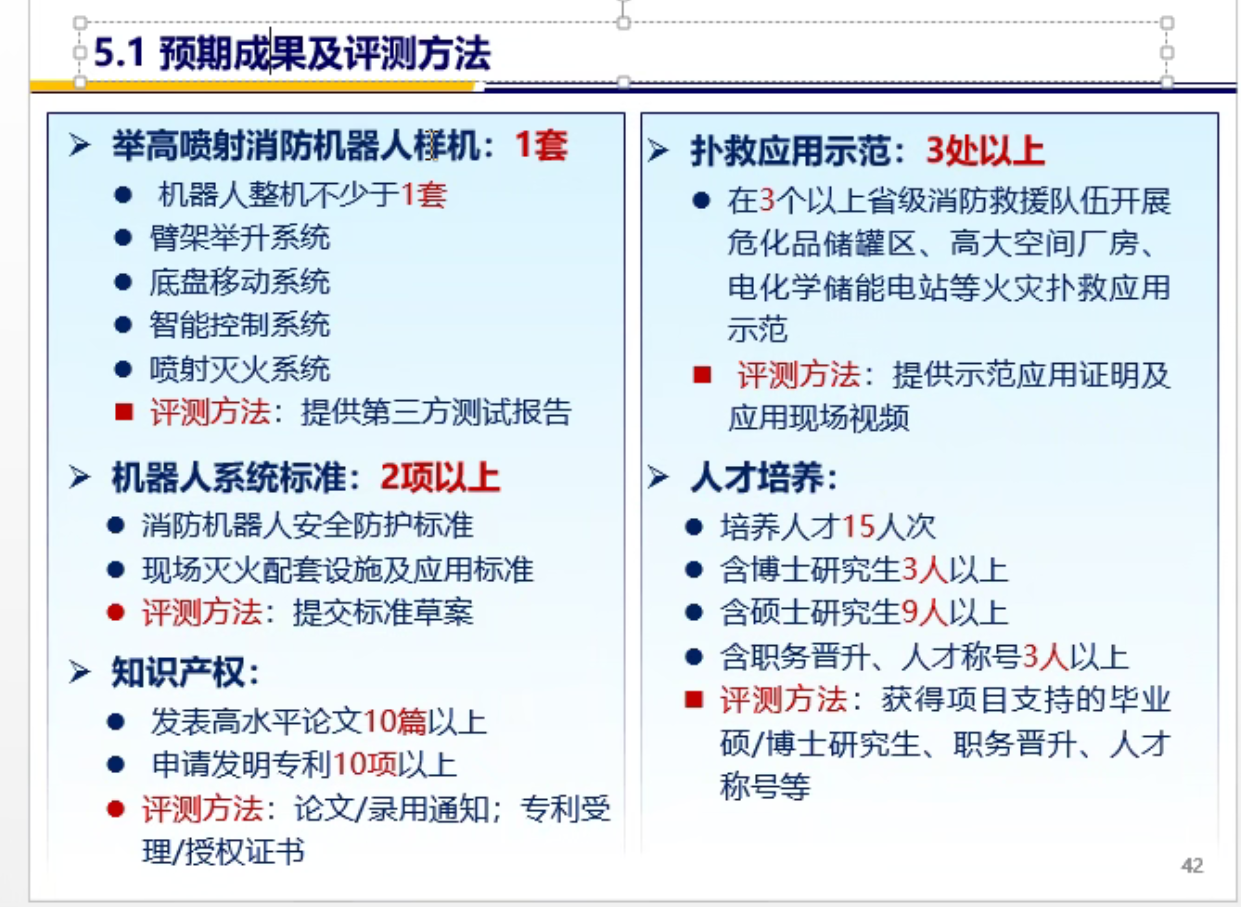 5.1 预期成果及评测方法
举高喷射消防机器人样机：1套
机器人整机不少于1套
臂架举升系统
底盘移动系统
智能控制系统
喷射灭火系统
评测方法：提供第三方测试报告
机器人系统标准：2项以上
消防机器人安全防护标准
现场灭火配套设施及应用标准
评测方法：提交标准草案
知识产权：
发表高水平论文10篇以上
申请发明专利10项以上
评测方法：论文/录用通知；专利受
理/授权证书
扑救应用示范：3处以上
在3个以上省级消防救援队伍开展
危化品储罐区、高大空间厂房、
电化学储能电站等火灾扑救应用
示范
评测方法：提供示范应用证明及
应用现场视频
人才培养：
培养人才15人次
含博士研究生3人以上
含硕士研究生9人以上
含职务晋升、人才称号3人以上
评测方法：获得项目支持的毕业
硕/博士研究生、职务晋升、人才
称号等
42